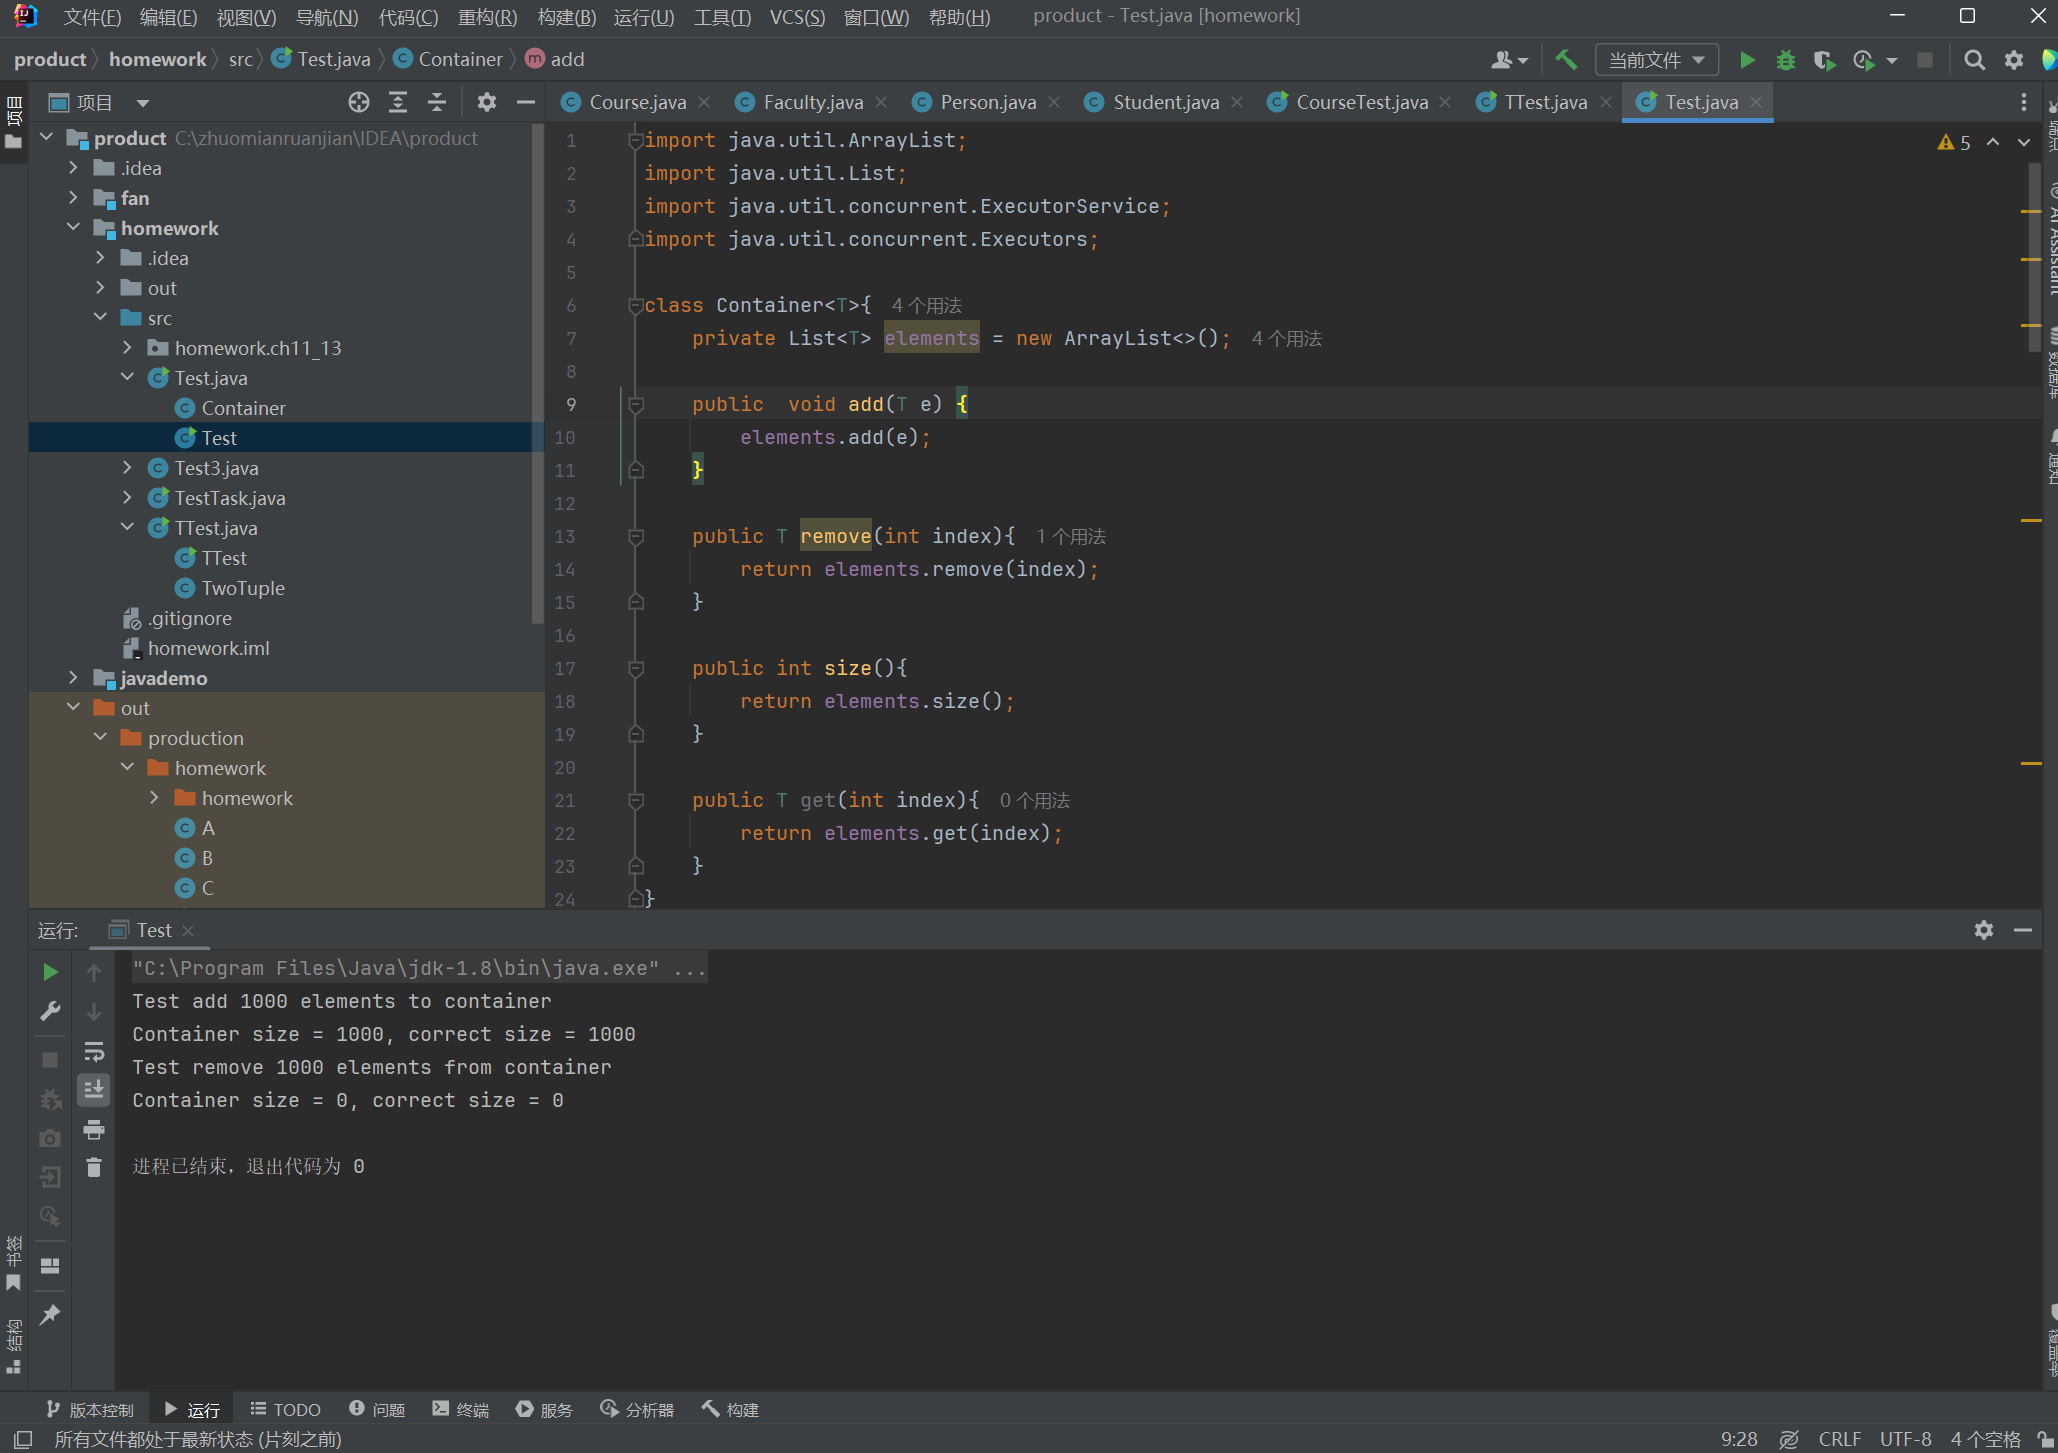 文件(F) 编辑(E) 视图(V) 导航(N) 代码(C) 重构(R) 构建(B) 运行(U) 工具(T) VCS(S) 窗口(W) 帮助(H) product - Test.java [homework]
product homework src Test.java Container add
当前文件
项目
项目
Course.java Faculty.java Person.java Student.java CourseTest.java TTest.java Test.java
product C:\zhuomianruanjian\IDEA\product
.idea
fan
homework
.idea
out
src
homework.ch11_13
Test.java
Container
Test
Test3.java
TestTask.java
TTest.java
TTest
TwoTuple
.gitignore
homework.iml
javademo
out
production
homework
homework
A
B
C
5
1 import java.util.ArrayList;
2 import java.util.List;
3 import java.util.concurrent.ExecutorService;
4 import java.util.concurrent.Executors;
5
6 class Container<T>{ 4 个用法
7 private List<T> elements = new ArrayList<>(); 4 个用法
8
9 public  void add(T e) {
10 elements.add(e);
11 }
12
13 public T remove(int index){ 1 个用法
14 return elements.remove(index);
15 }
16
17 public int size(){
18 return elements.size();
19 }
20
21 public T get(int index){ 0 个用法
22 return elements.get(index);
23 }
24 }
AI Assistant
数据库
通知
运行: Test
"C:\Program Files\Java\jdk-1.8\bin\java.exe" ...
Test add 1000 elements to container
Container size = 1000, correct size = 1000
Test remove 1000 elements from container
Container size = 0, correct size = 0
进程已结束，退出代码为 0
书签
结构
版本控制 运行 TODO 问题 终端 服务 分析器 构建
所有文件都处于最新状态 (片刻之前)
9:28 CRLF UTF-8 4 个空格